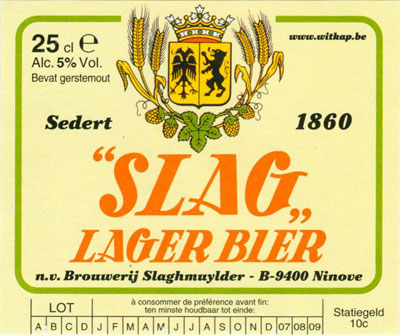 25 cl ℮
Alc. 5% Vol.
Bevat gerstemout
www.witkap.be
Sedert 1860
“SLAG„
LAGER BIER
n.v. Brouwerij Slaghmuylder - B-9400 Ninove
LOT
à consommer de préférence avant fin:
ten minste houdbaar tot einde:
Statiegeld
10c
A B C D J F M A M J J A S O N D 07 08 09